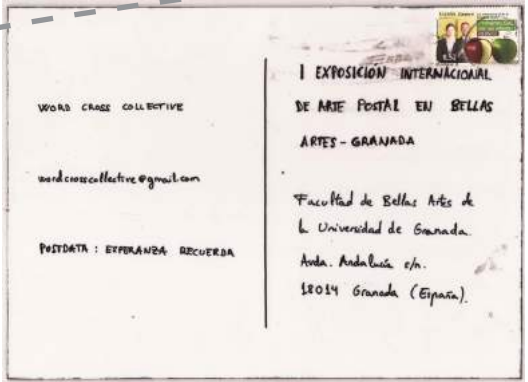 WORD CROSS COLLECTIVE
wordcrosscollective@gmail.com
POSTDATA : ESPERANZA RECUERDA
I EXPOSICIÓN INTERNACIONAL
DE ARTE POSTAL EN BELLAS
ARTES - GRANADA
Facultad de Bellas Artes de
la Universidad de Granada.
Avda. Andalucía s/n.
18014 Granada (España).